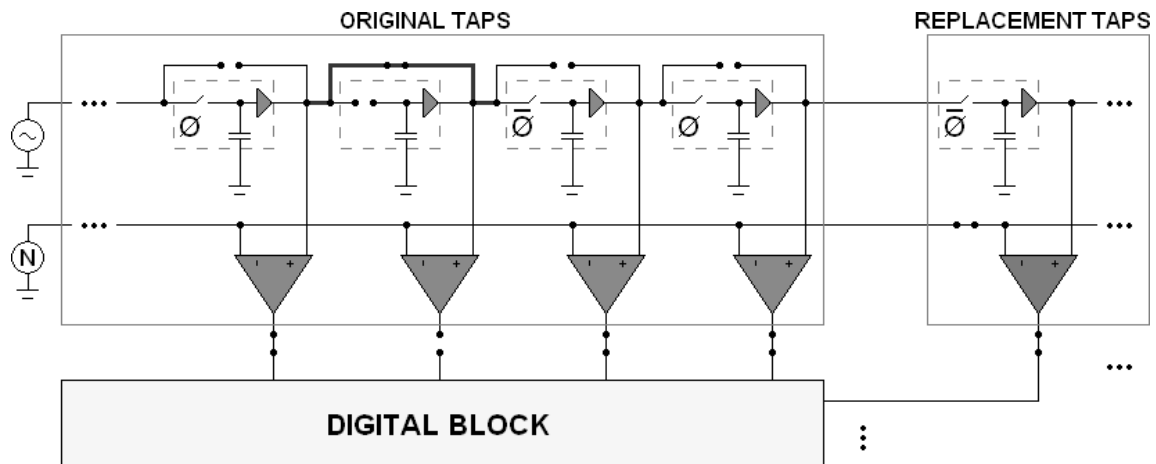 ORIGINAL TAPS
REPLACEMENT TAPS
Ø
Ø̅
Ø
Ø̅
N
- +
- +
- +
- +
- +
DIGITAL BLOCK